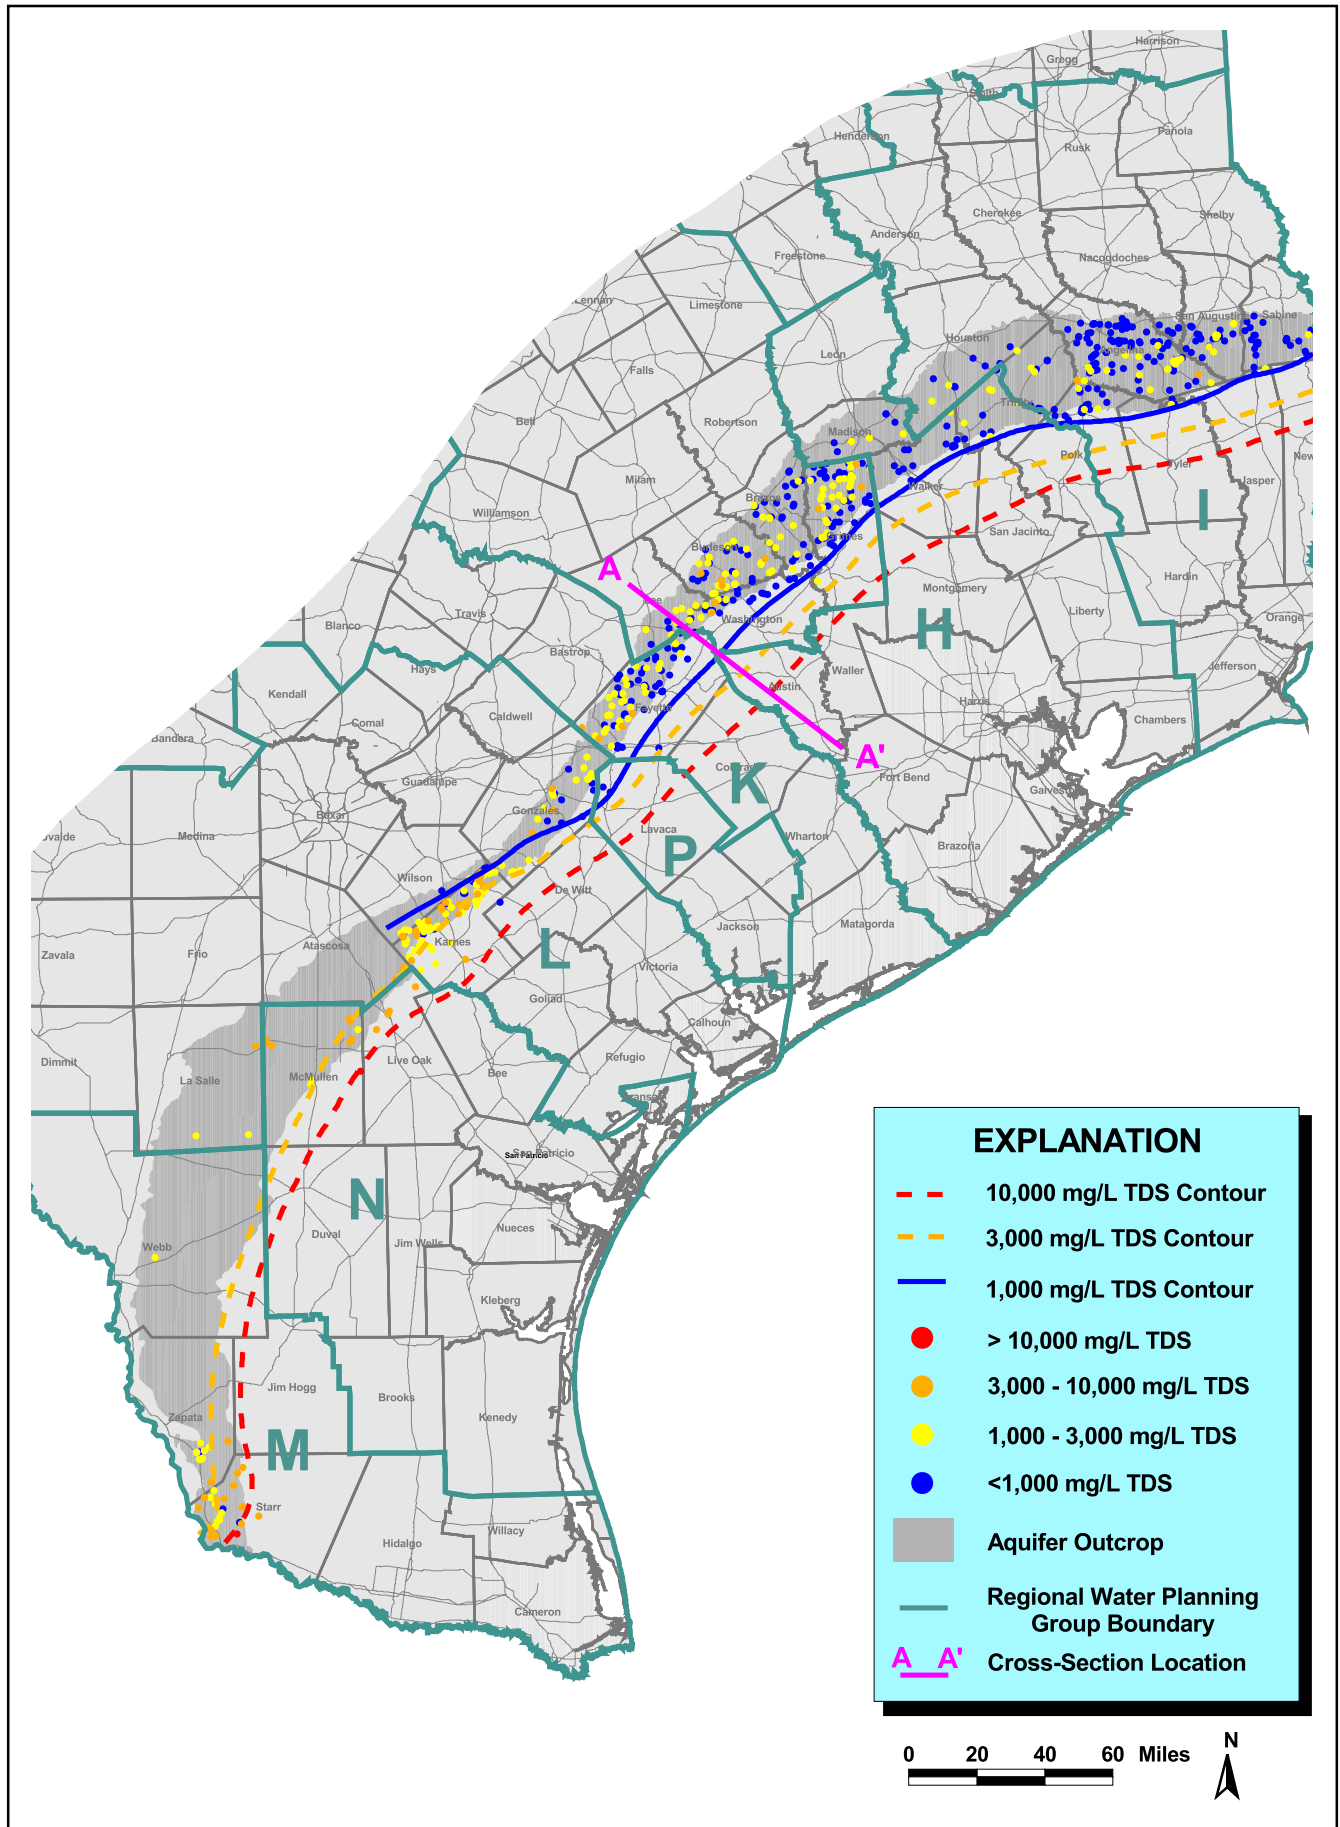 Harrison
Gregg
Smith
Henderson
Rusk
Panola
Cherokee
Shelby
Anderson
Freestone
Nacogdoches
Lennan
Limestone
San Augustine
Sabine
Houston
Leon
Angelina
Falls
Trinity
Bell
Robertson
Madison
Polk
Tyler
New
Milam
Brazos
Walker
Jasper
Williamson
I
Grimes
San Jacinto
Burleson
A
Lee
Montgomery
Hardin
Travis
Liberty
Blanco
Washington
H
Orange
Bastrop
Hays
Waller
Jefferson
Kendall
Austin
Fayette
Harris
Caldwell
Comal
Chambers
Bandera
A'
Colorado
Fort Bend
Guadalupe
K
Galveston
Gonzales
Bexar
Uvalde
Medina
Lavaca
Wharton
P
Brazoria
Wilson
De Witt
Matagorda
Jackson
Karnes
Atascosa
Zavala
Frio
L
Victoria
Goliad
Calhoun
Dimmit
Live Oak
Refugio
La Salle
McMullen
Bee
Aransas
San Patricio
San Patricio
N
Nueces
Duval
Jim Wells
Webb
Kleberg
Jim Hogg
Brooks
Zapata
Kenedy
M
Starr
Willacy
Hidalgo
Cameron
EXPLANATION
10,000 mg/L TDS Contour
3,000 mg/L TDS Contour
1,000 mg/L TDS Contour
> 10,000 mg/L TDS
3,000 - 10,000 mg/L TDS
1,000 - 3,000 mg/L TDS
<1,000 mg/L TDS
Aquifer Outcrop
Regional Water Planning
Group Boundary
A A' Cross-Section Location
0 20 40 60 Miles
N